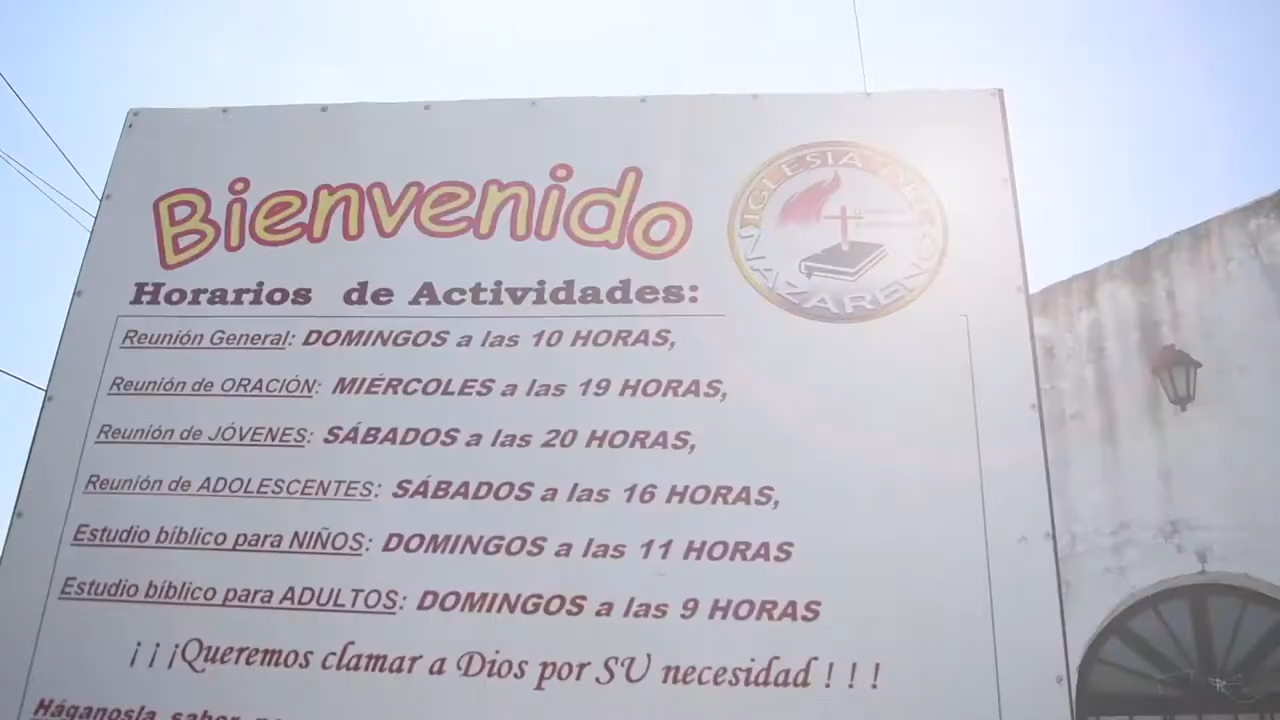 Bienvenido
IGLESIA DEL
NAZARENO
Horarios de Actividades:
Reunión General: DOMINGOS a las 10 HORAS,
Reunión de ORACIÓN: MIÉRCOLES a las 19 HORAS,
Reunión de JÓVENES: SÁBADOS a las 20 HORAS,
Reunión de ADOLESCENTES: SÁBADOS a las 16 HORAS,
Estudio bíblico para NIÑOS: DOMINGOS a las 11 HORAS
Estudio bíblico para ADULTOS: DOMINGOS a las 9 HORAS
¡ ¡ ¡Queremos clamar a Dios por SU necesidad ! ! !
Háganosla saber